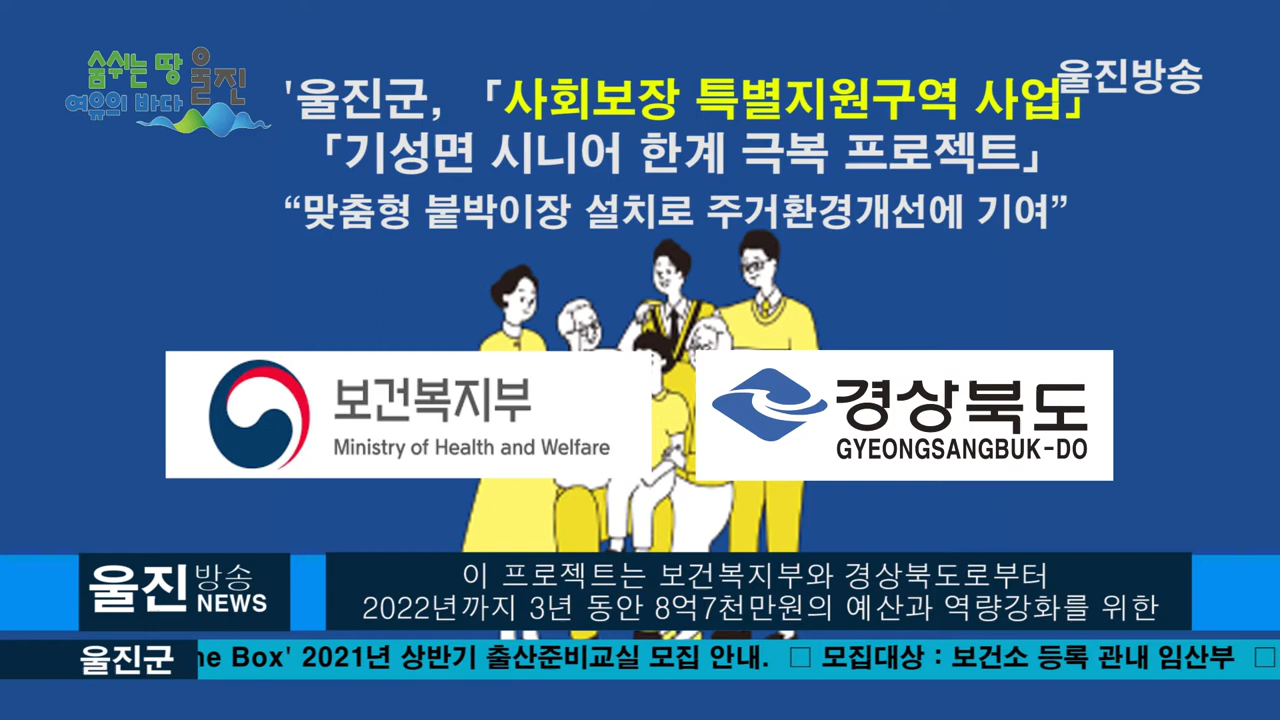 숨쉬는 땅 울진
여유의 바다
울진방송
'울진군, 「사회보장 특별지원구역 사업」
「기성면 시니어 한계 극복 프로젝트」
“맞춤형 붙박이장 설치로 주거환경개선에 기여”
보건복지부
Ministry of Health and Welfare
경상북도
GYEONGSANGBUK-DO
울진 방송 NEWS
이 프로젝트는 보건복지부와 경상북도로부터
2022년까지 3년 동안 8억7천만원의 예산과 역량강화를 위한
울진군
Box' 2021년 상반기 출산준비교실 모집 안내. □ 모집대상 : 보건소 등록 관내 임산부 □